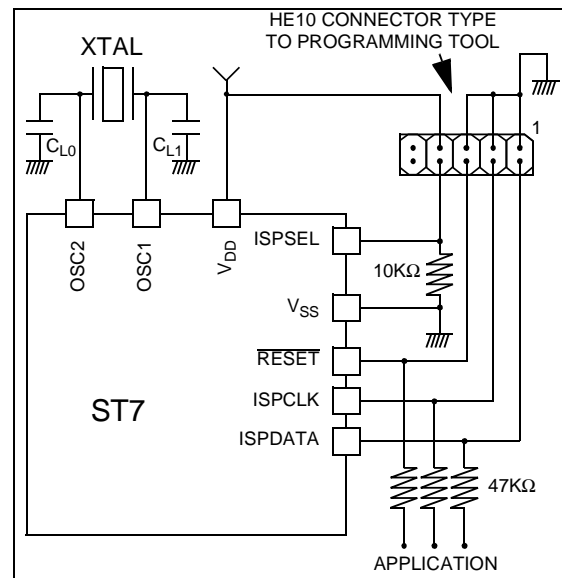 HE10 CONNECTOR TYPE
TO PROGRAMMING TOOL
XTAL
1
CL0
CL1
OSC2
OSC1
VDD
ISPSEL
10KΩ
VSS
RESET
ISPCLK
ST7
ISPDATA
47KΩ
APPLICATION